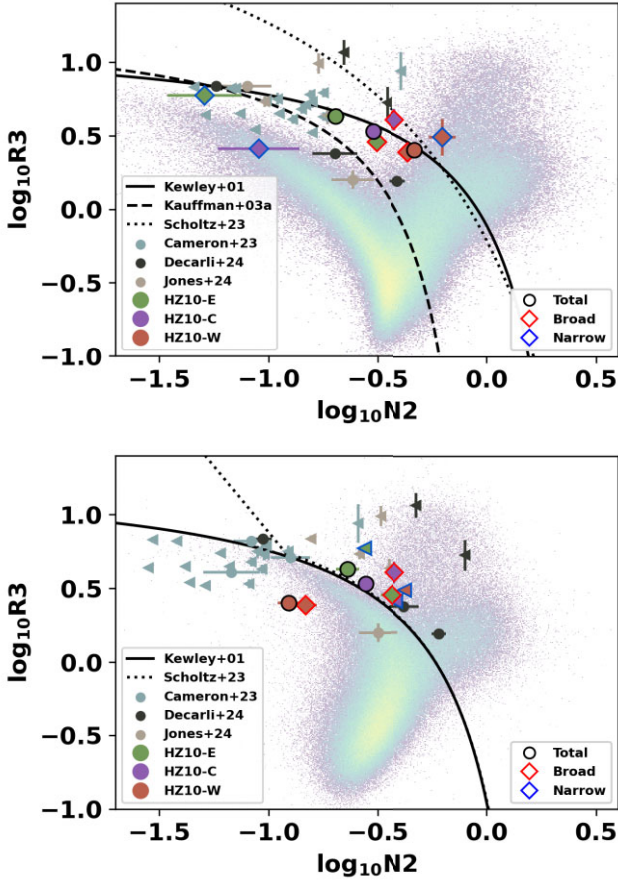 log₁₀R3
1.0
0.5
0.0
−0.5
−1.0
Kewley+01
Kauffman+03a
Scholtz+23
Cameron+23
Decarli+24
Jones+24
HZ10-E
HZ10-C
HZ10-W
Total
Broad
Narrow
−1.5 −1.0 −0.5 0.0 0.5
log₁₀N2
log₁₀R3
1.0
0.5
0.0
−0.5
−1.0
Kewley+01
Scholtz+23
Cameron+23
Decarli+24
Jones+24
HZ10-E
HZ10-C
HZ10-W
Total
Broad
Narrow
−1.5 −1.0 −0.5 0.0 0.5
log₁₀N2